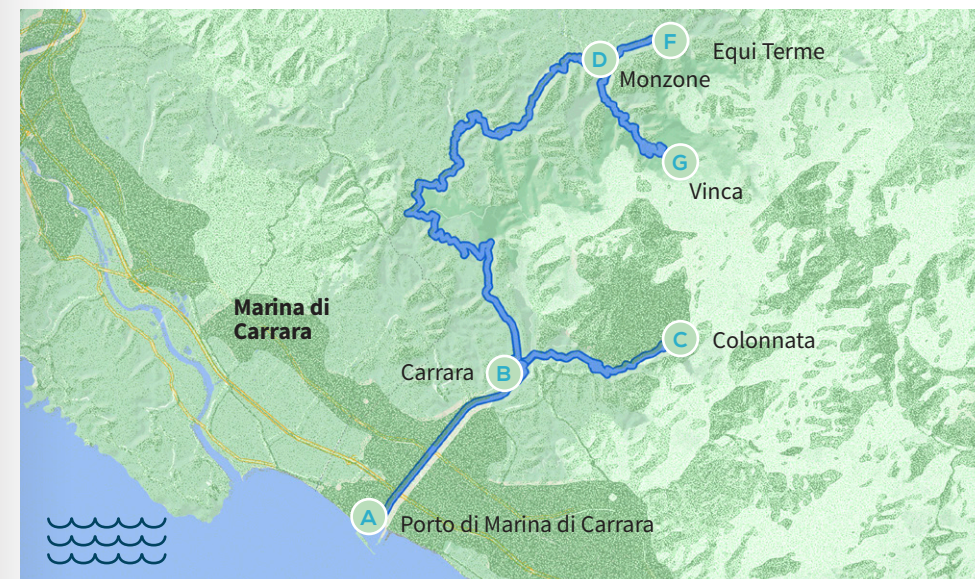 F
Equi Terme
D
Monzone
G
Vinca
Marina di
Carrara
C
Colonnata
Carrara
B
A
Porto di Marina di Carrara